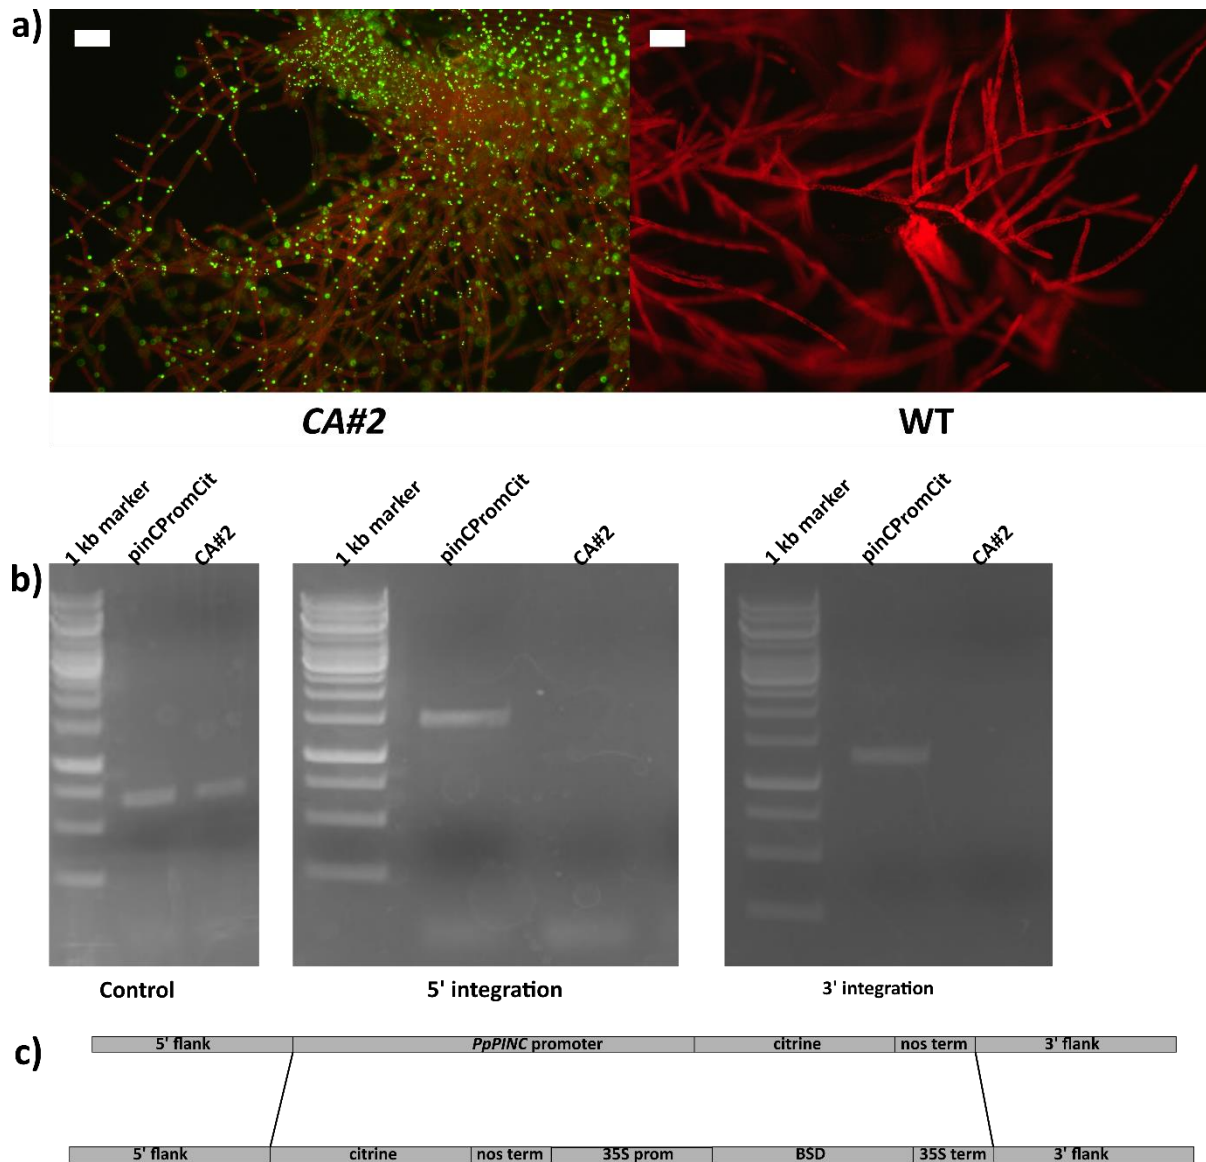 a)
CA#2 WT
b)
1 kb marker pinCPromCit CA#2 1 kb marker pinCPromCit CA#2 1 kb marker pinCPromCit CA#2
Control 5' integration 3' integration
c)
5' flank PpPINC promoter citrine nos term 3' flank
5' flank citrine nos term 35S prom BSD 35S term 3' flank